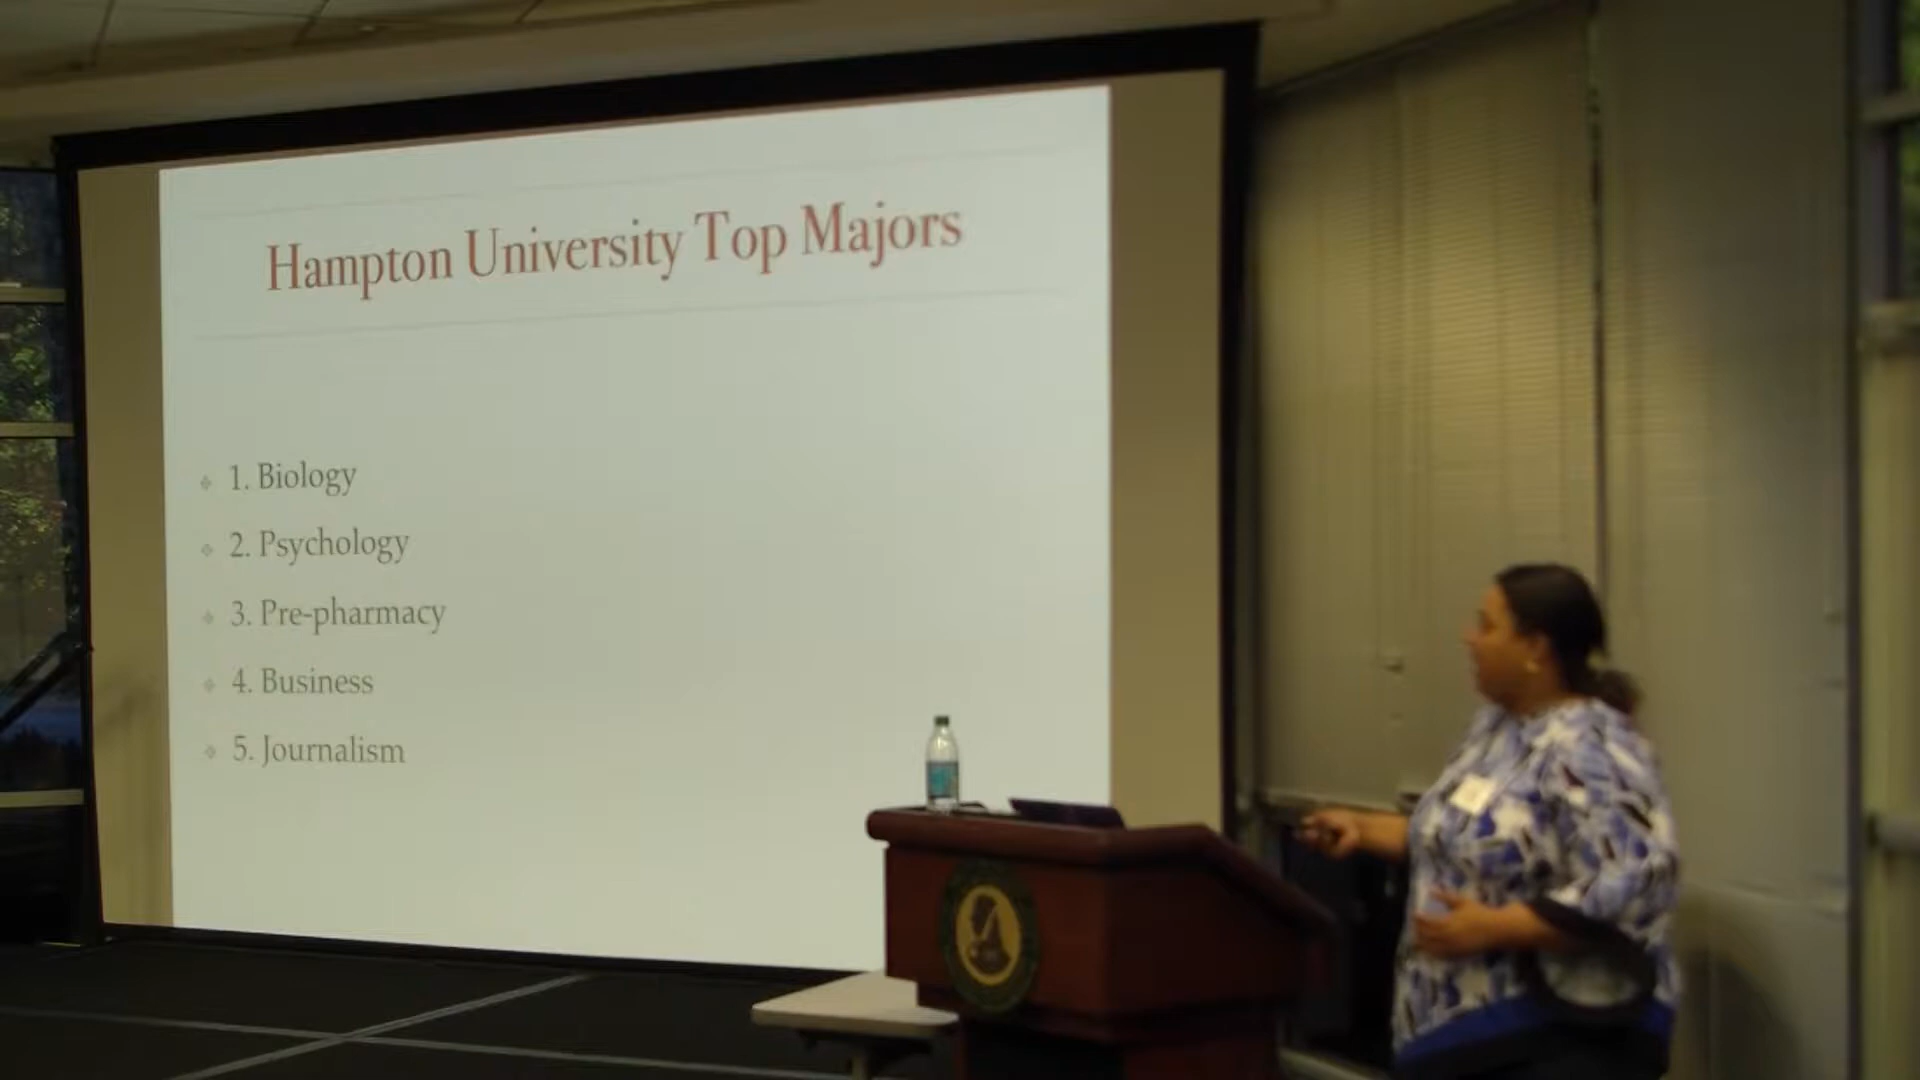 Hampton University Top Majors
1. Biology
2. Psychology
3. Pre-pharmacy
4. Business
5. Journalism